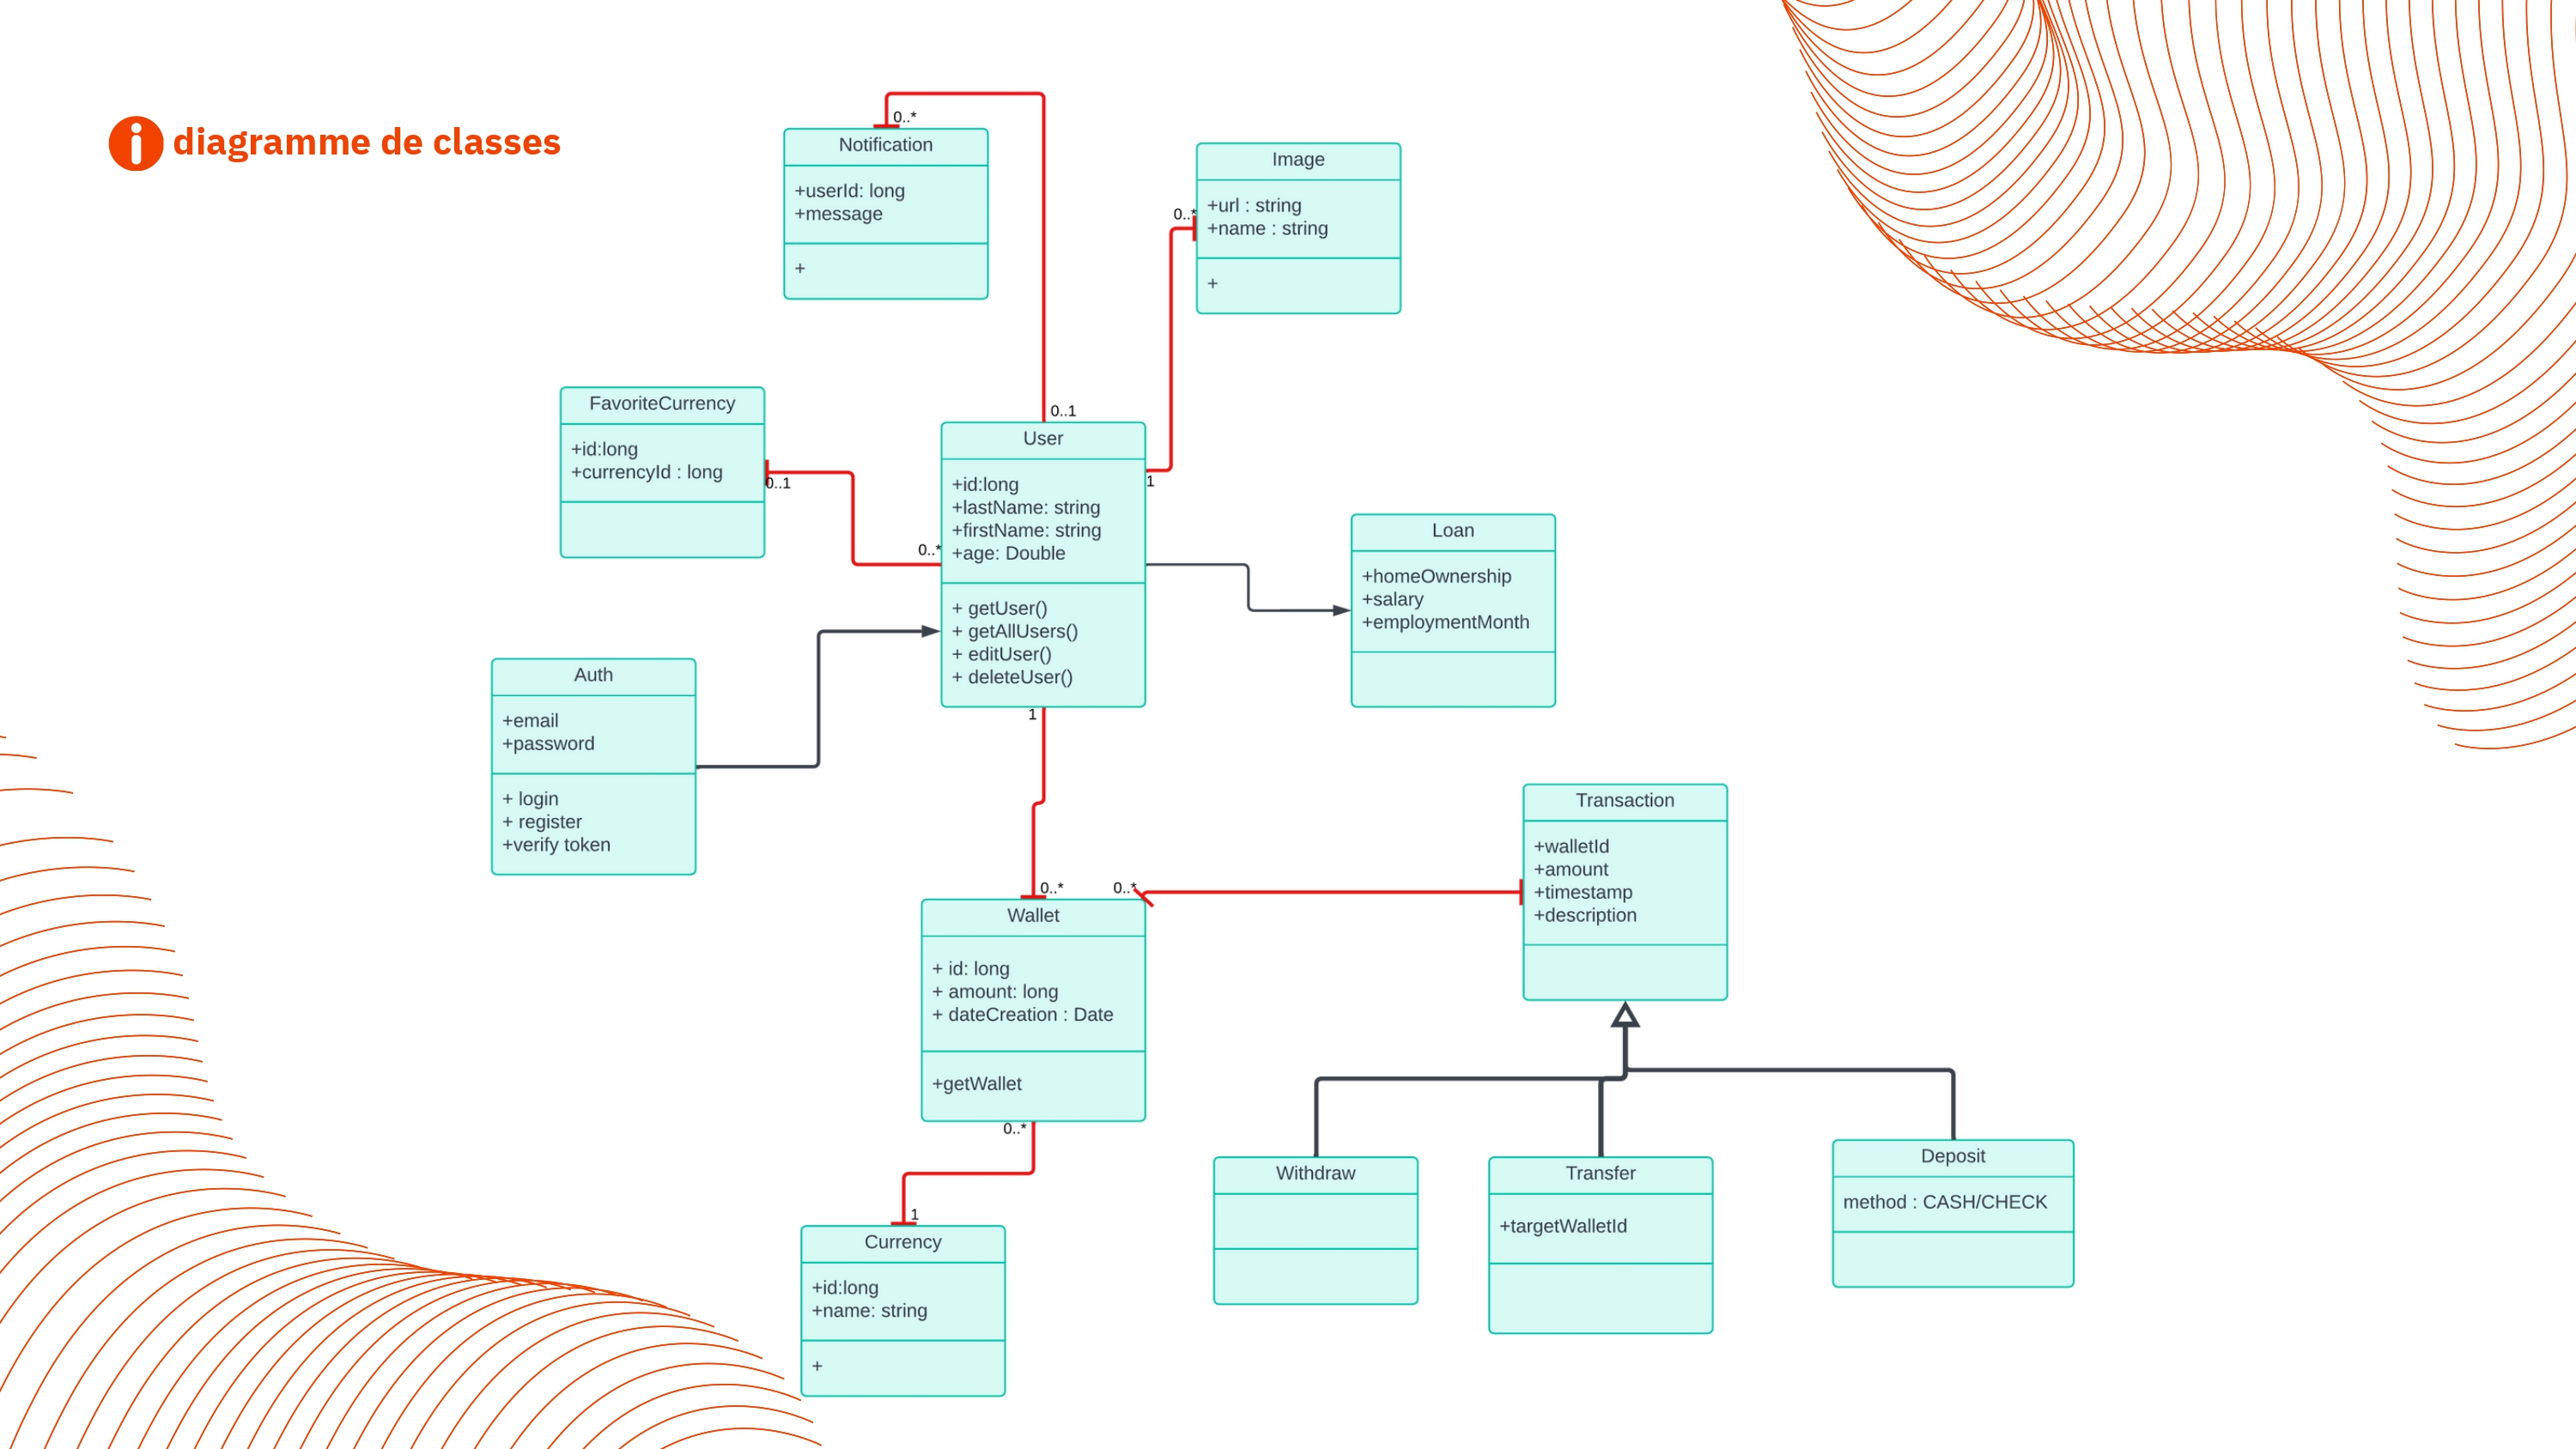 diagramme de classes
0..*
Notification
+userId: long
+message
+
Image
+url : string
+name : string
+
0..*
FavoriteCurrency
+id:long
+currencyId : long
0..1
0..1
User
+id:long
+lastName: string
+firstName: string
+age: Double
+ getUser()
+ getAllUsers()
+ editUser()
+ deleteUser()
1
0..*
1
Loan
+homeOwnership
+salary
+employmentMonth
Auth
+email
+password
+ login
+ register
+verify token
0..*
0..*
Wallet
+ id: long
+ amount: long
+ dateCreation : Date
+getWallet
0..*
Transaction
+walletId
+amount
+timestamp
+description
1
Currency
+id:long
+name: string
+
Withdraw
Transfer
+targetWalletId
Deposit
method : CASH/CHECK